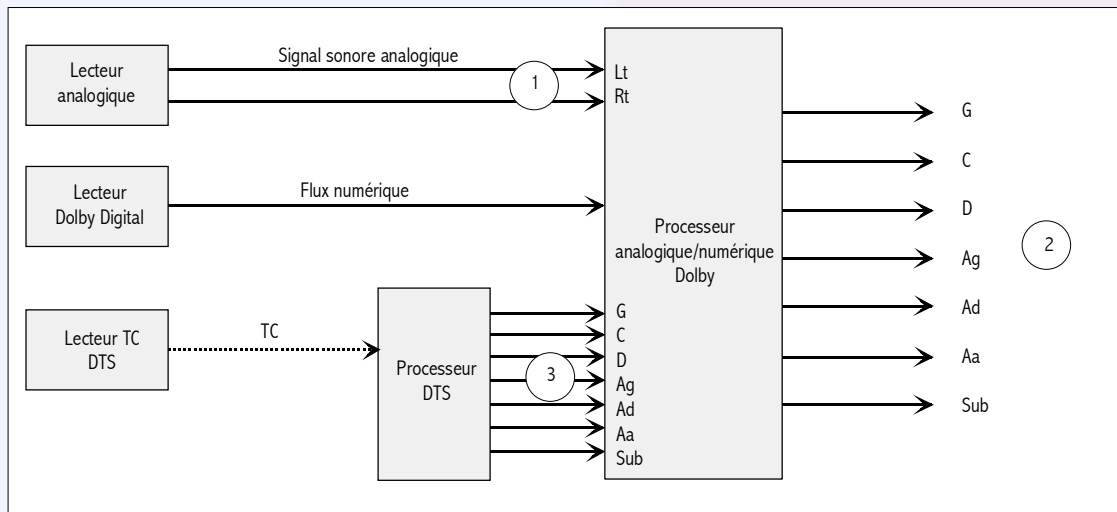 Lecteur
analogique
Signal sonore analogique
1
Lt
Rt
Lecteur
Dolby Digital
Flux numérique
Processeur
analogique/numérique
Dolby
Lecteur TC
DTS
TC
Processeur
DTS
3
G
C
D
Ag
Ad
Aa
Sub
G
C
D
Ag
Ad
Aa
Sub
2